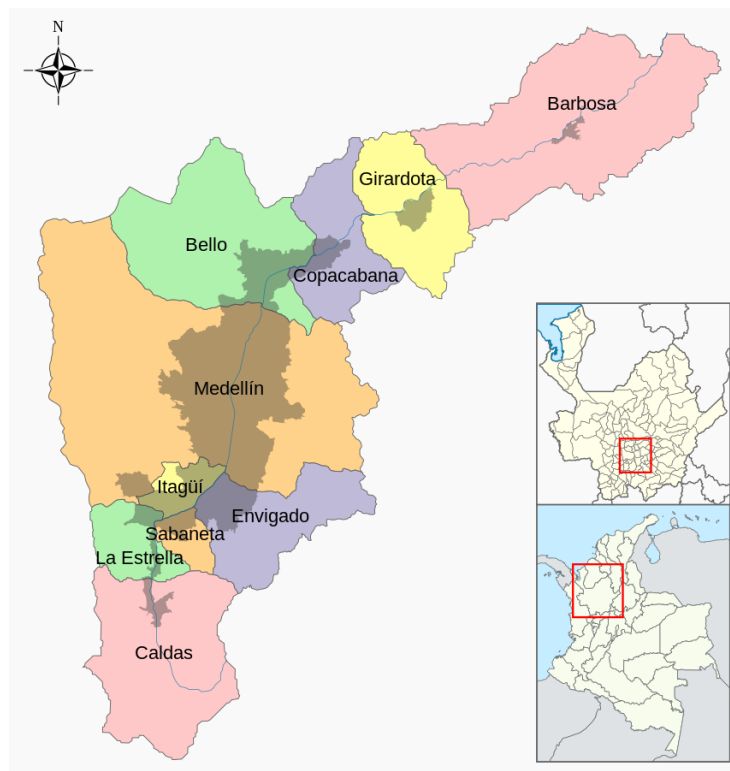 N
Barbosa
Girardota
Bello
Copacabana
Medellín
Itagüí
Envigado
Sabaneta
La Estrella
Caldas